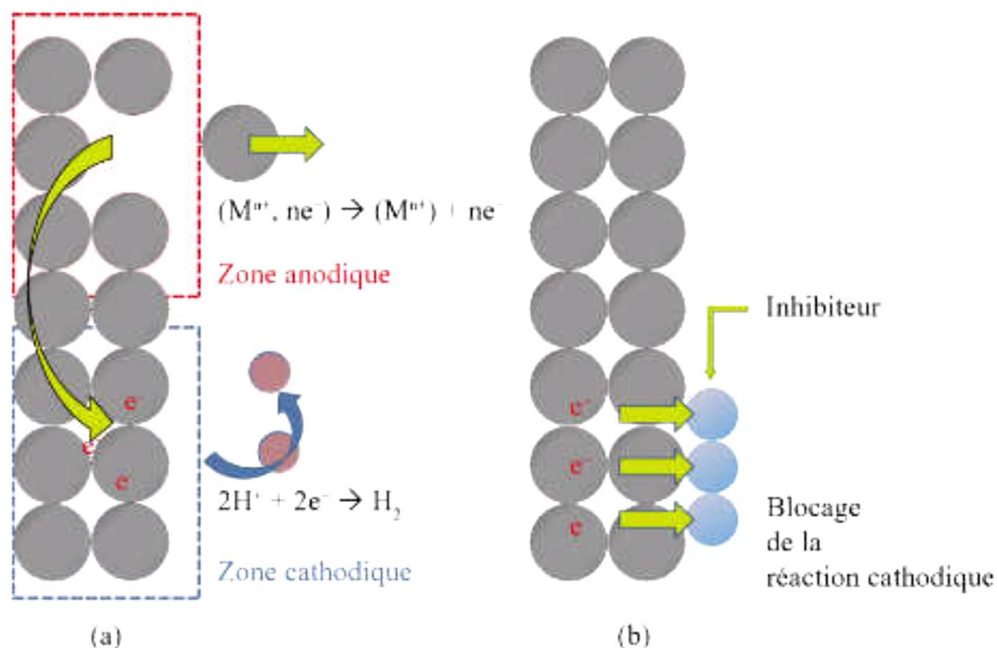 (Mⁿ⁺, ne⁻) → (Mⁿ⁺) + ne⁻
Zone anodique
e⁻
e
e
2H⁺ + 2e⁻ → H₂
Zone cathodique
(a)
Inhibiteur
e⁻
e⁻
e
Blocage
de la
réaction cathodique
(b)